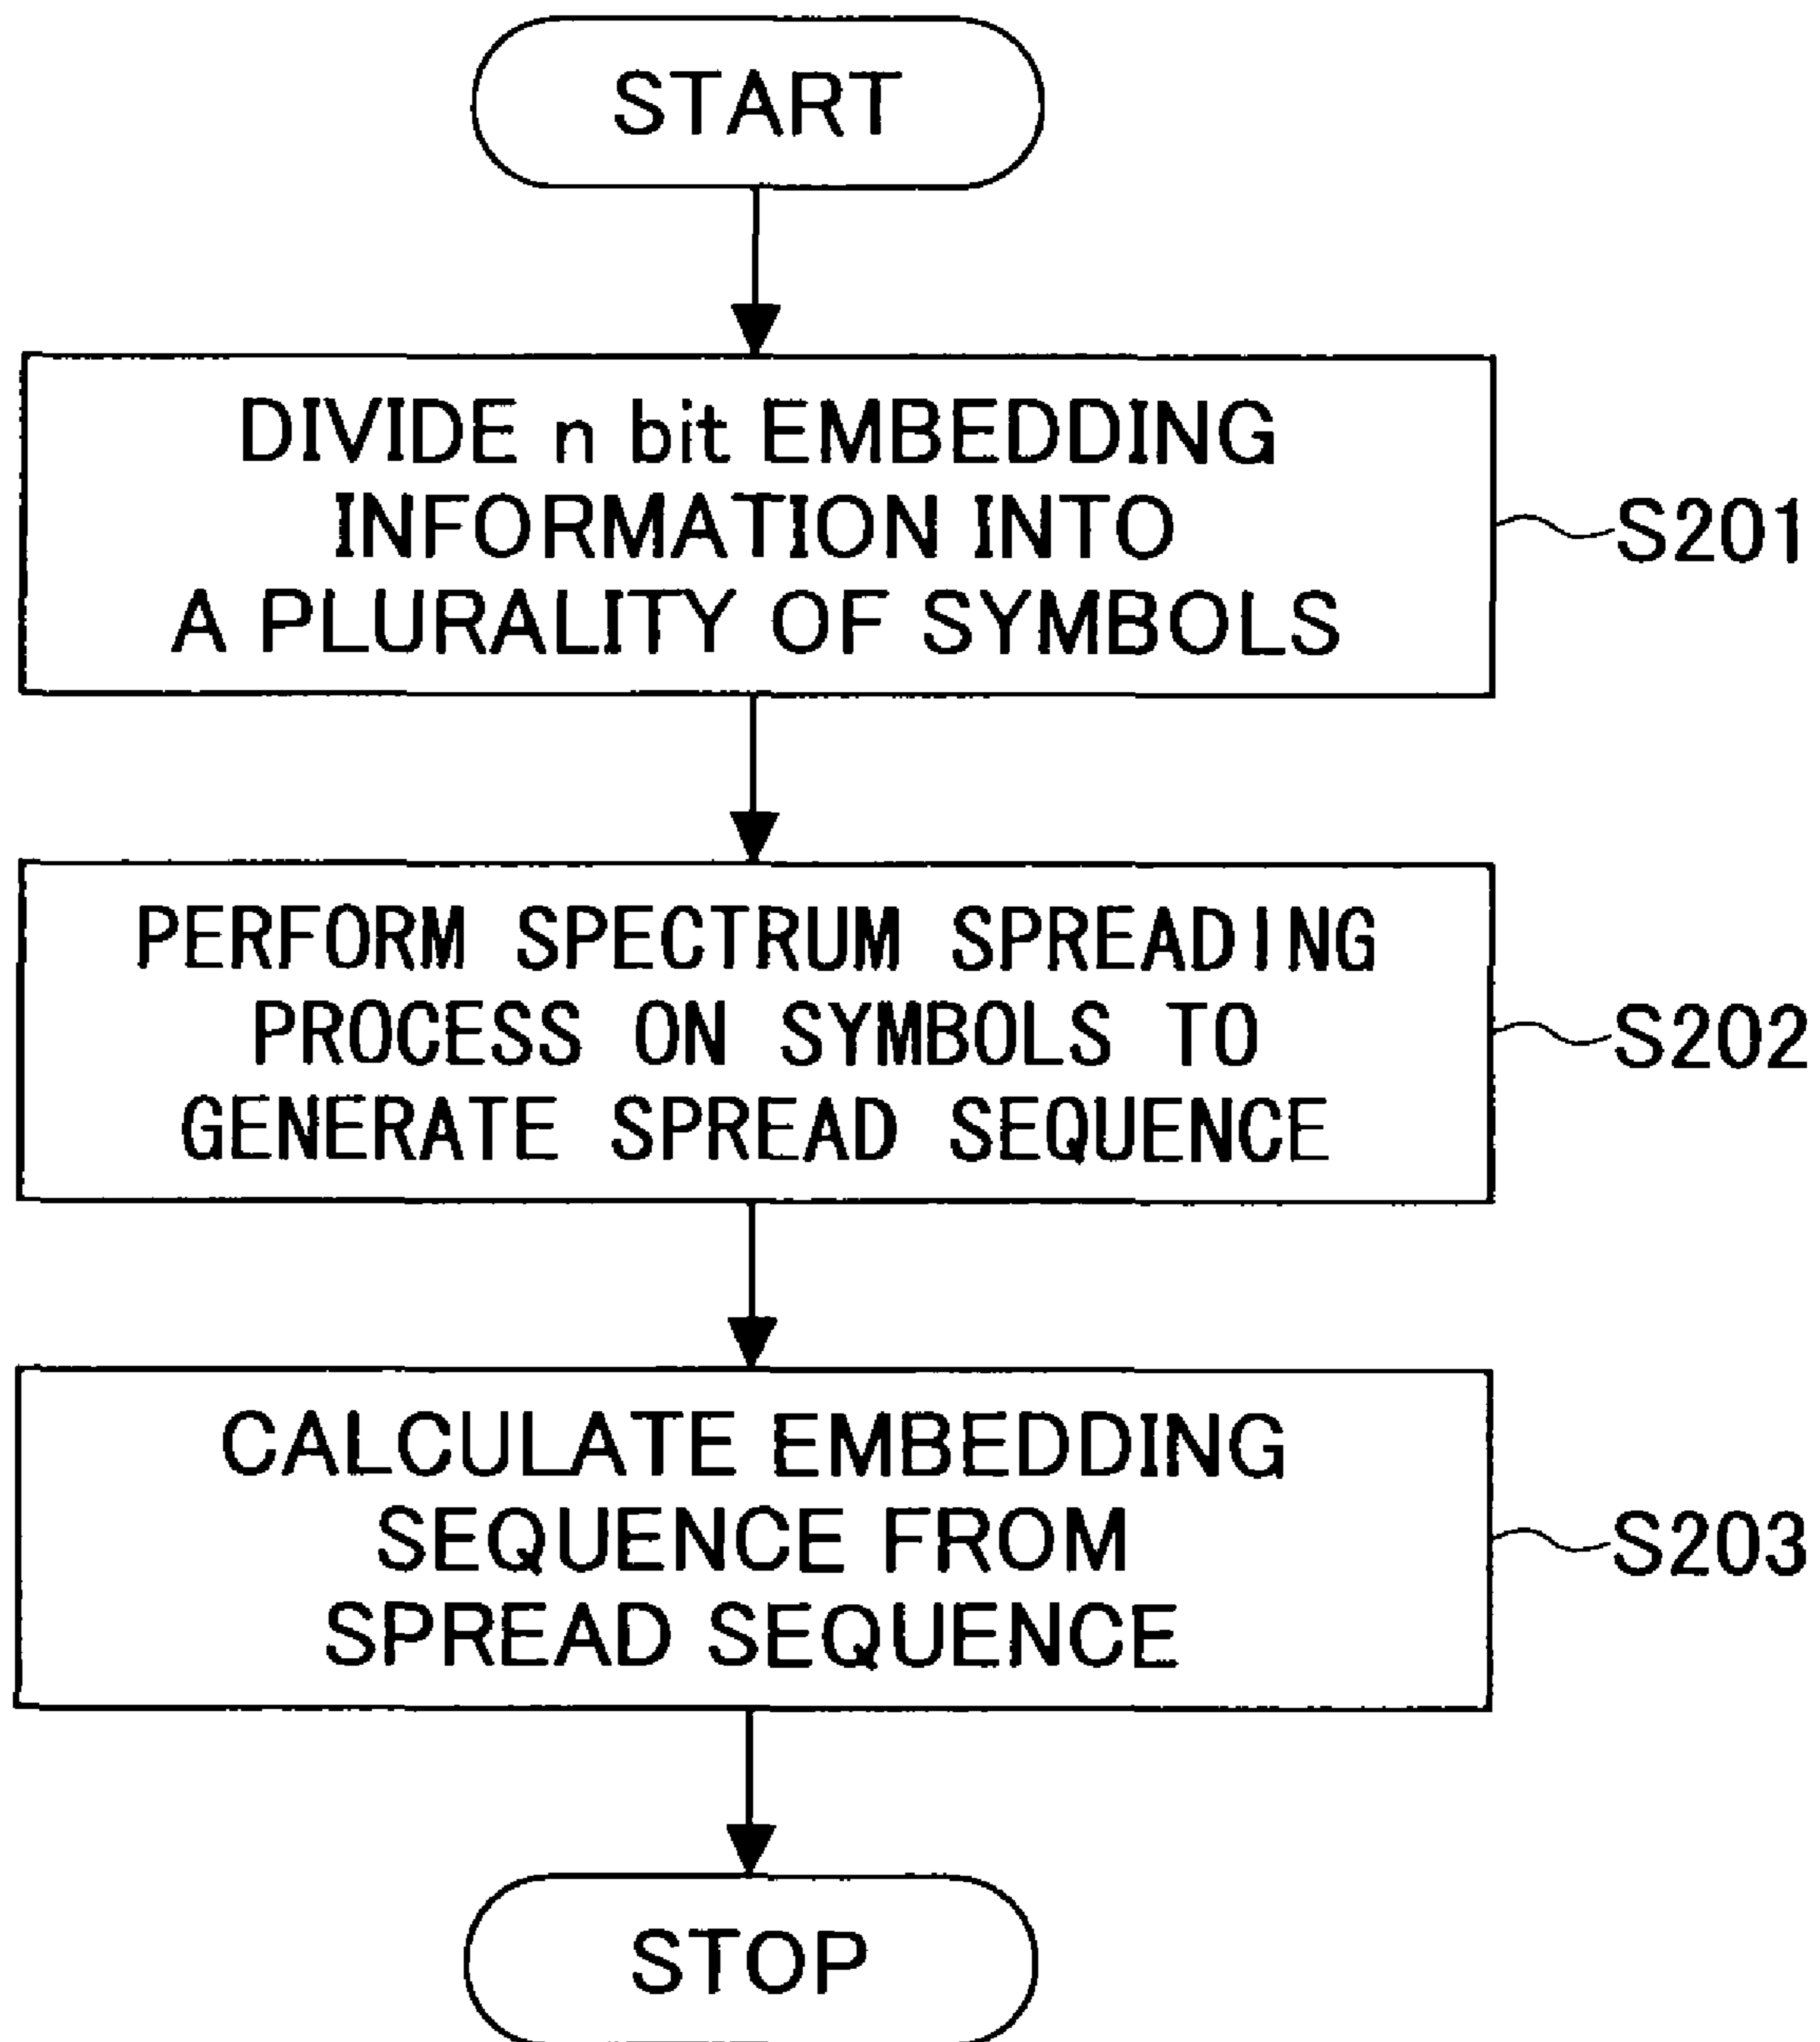 START
DIVIDE n bit EMBEDDING
INFORMATION INTO
A PLURALITY OF SYMBOLS
S201
PERFORM SPECTRUM SPREADING
PROCESS ON SYMBOLS TO
GENERATE SPREAD SEQUENCE
S202
CALCULATE EMBEDDING
SEQUENCE FROM
SPREAD SEQUENCE
S203
STOP